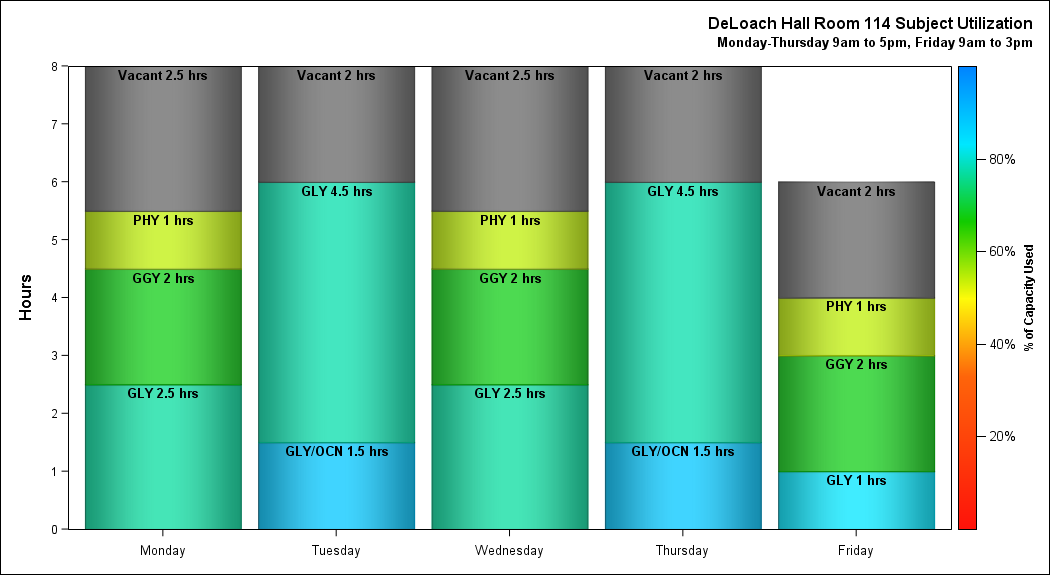 DeLoach Hall Room 114 Subject Utilization
Monday-Thursday 9am to 5pm, Friday 9am to 3pm
Hours
8
7
6
5
4
3
2
1
0
Vacant 2.5 hrs
PHY 1 hrs
GGY 2 hrs
GLY 2.5 hrs
Vacant 2 hrs
GLY 4.5 hrs
GLY/OCN 1.5 hrs
Vacant 2.5 hrs
PHY 1 hrs
GGY 2 hrs
GLY 2.5 hrs
Vacant 2 hrs
GLY 4.5 hrs
GLY/OCN 1.5 hrs
Vacant 2 hrs
PHY 1 hrs
GGY 2 hrs
GLY 1 hrs
Monday
Tuesday
Wednesday
Thursday
Friday
80%
60%
40%
20%
% of Capacity Used